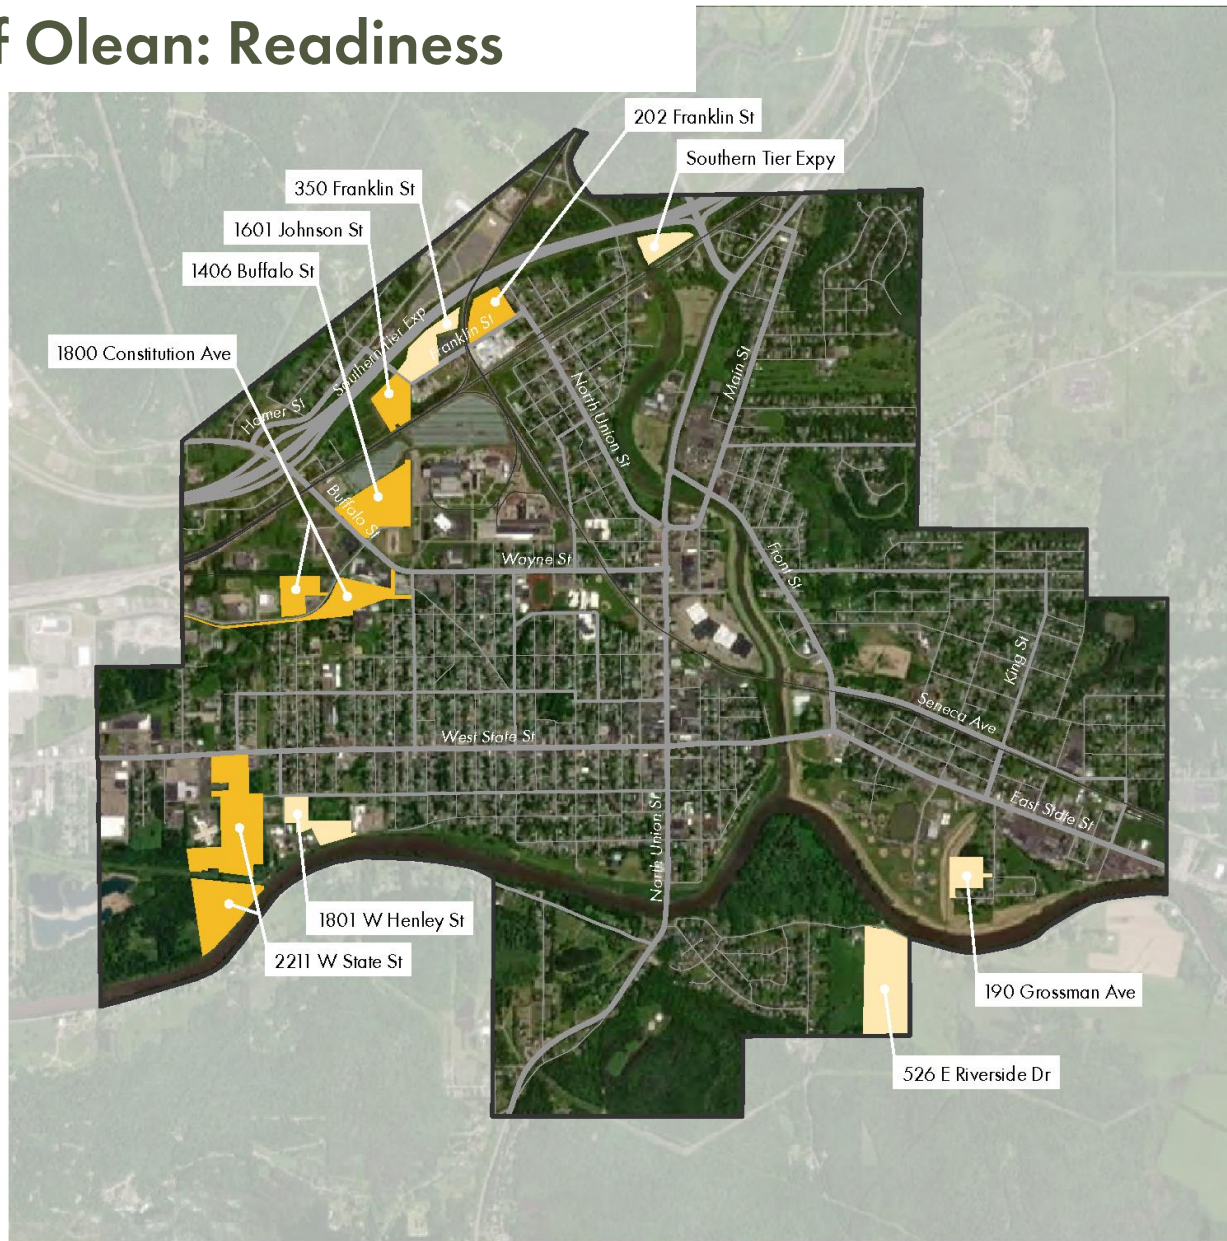 f Olean: Readiness
202 Franklin St
Southern Tier Expy
350 Franklin St
1601 Johnson St
1406 Buffalo St
1800 Constitution Ave
Southern Tier Exp
Franklin St
Homer St
Main St
North Union St
Buffalo St
Wayne St
Front St
King St
Seneca Ave
West State St
East State St
North Union St
1801 W Henley St
2211 W State St
190 Grossman Ave
526 E Riverside Dr